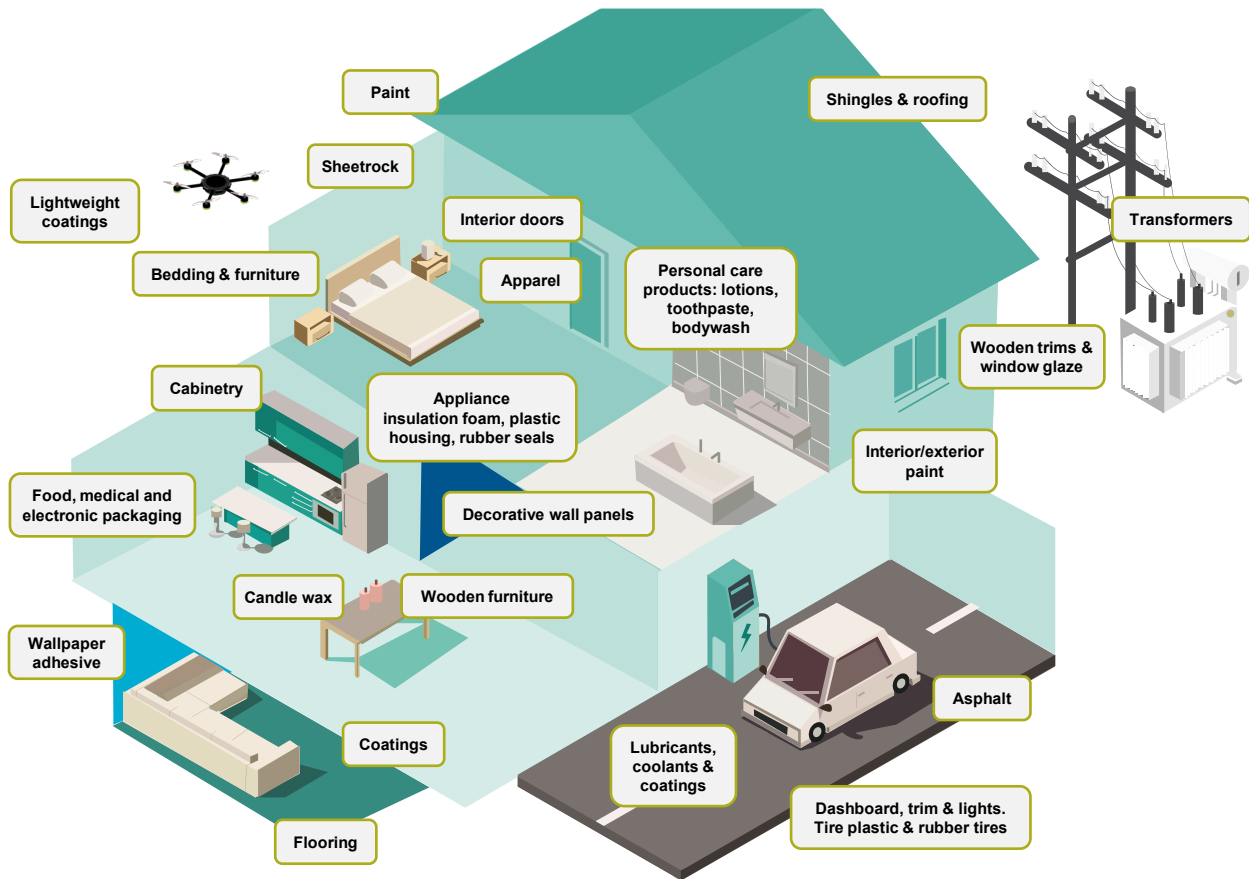 Paint
Shingles & roofing
Sheetrock
Lightweight
coatings
Interior doors
Transformers
Bedding & furniture
Apparel
Personal care
products: lotions,
toothpaste,
bodywash
Wooden trims &
window glaze
Cabinetry
Appliance
insulation foam, plastic
housing, rubber seals
Interior/exterior
paint
Food, medical and
electronic packaging
Decorative wall panels
Candle wax
Wooden furniture
Wallpaper
adhesive
Asphalt
Coatings
Lubricants,
coolants &
coatings
Dashboard, trim & lights.
Tire plastic & rubber tires
Flooring